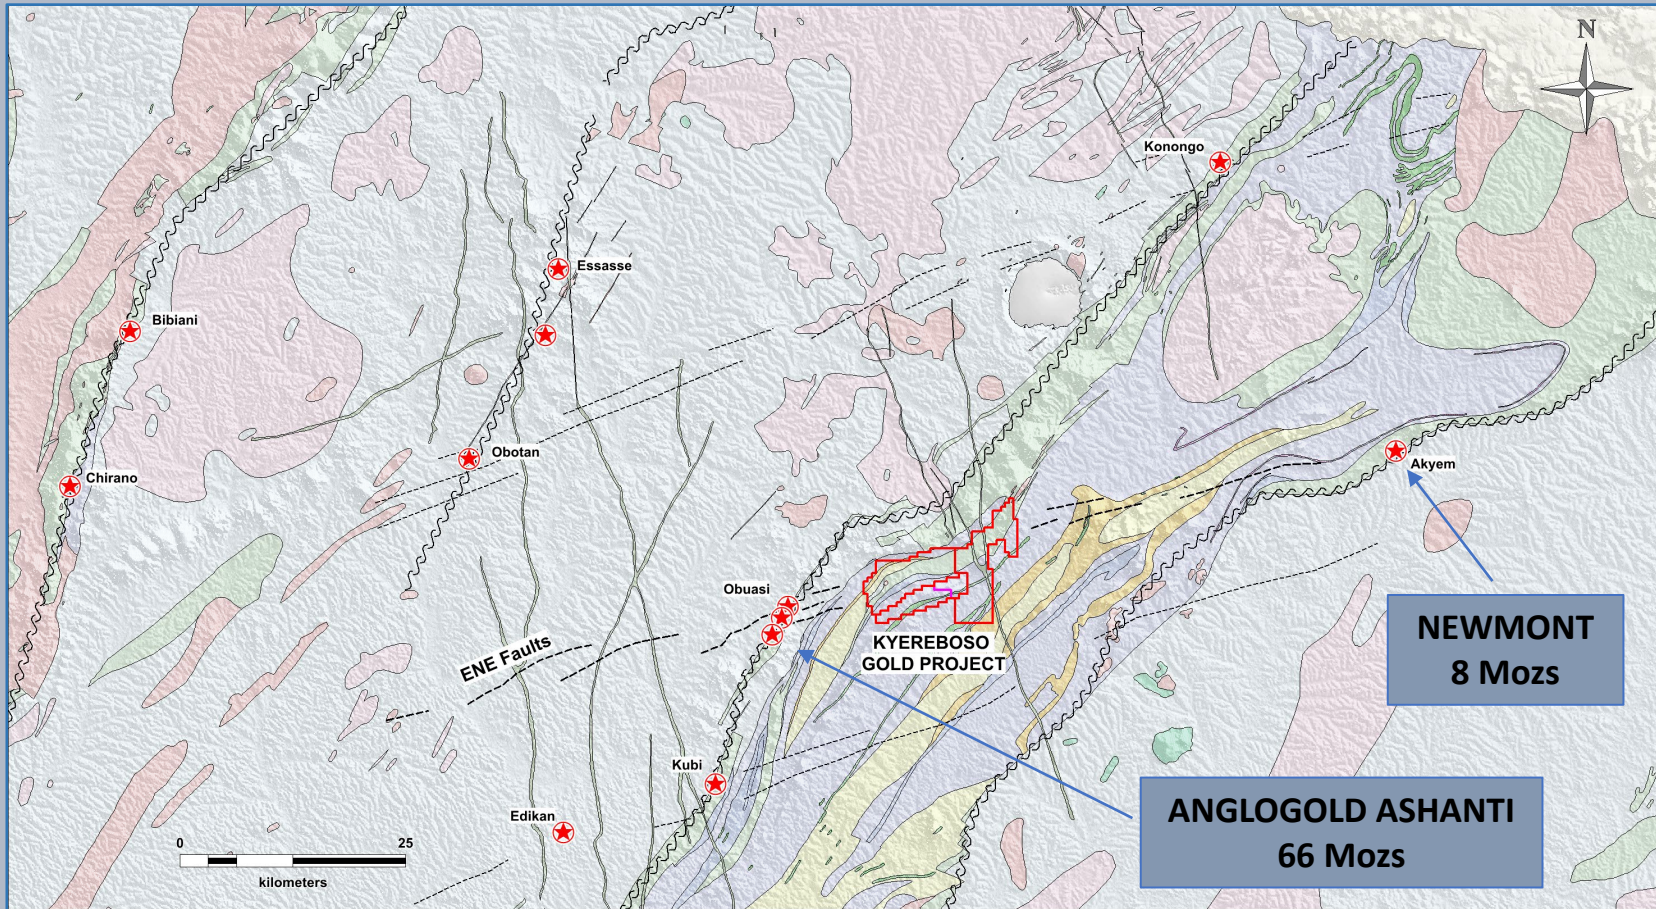 N
Konongo
Essasse
Bibiani
Obotan
Akyem
Chirano
Obuasi
NEWMONT
8 Mozs
KYEREBOSO
GOLD PROJECT
ENE Faults
Kubi
ANGLOGOLD ASHANTI
66 Mozs
Edikan
0 25
kilometers